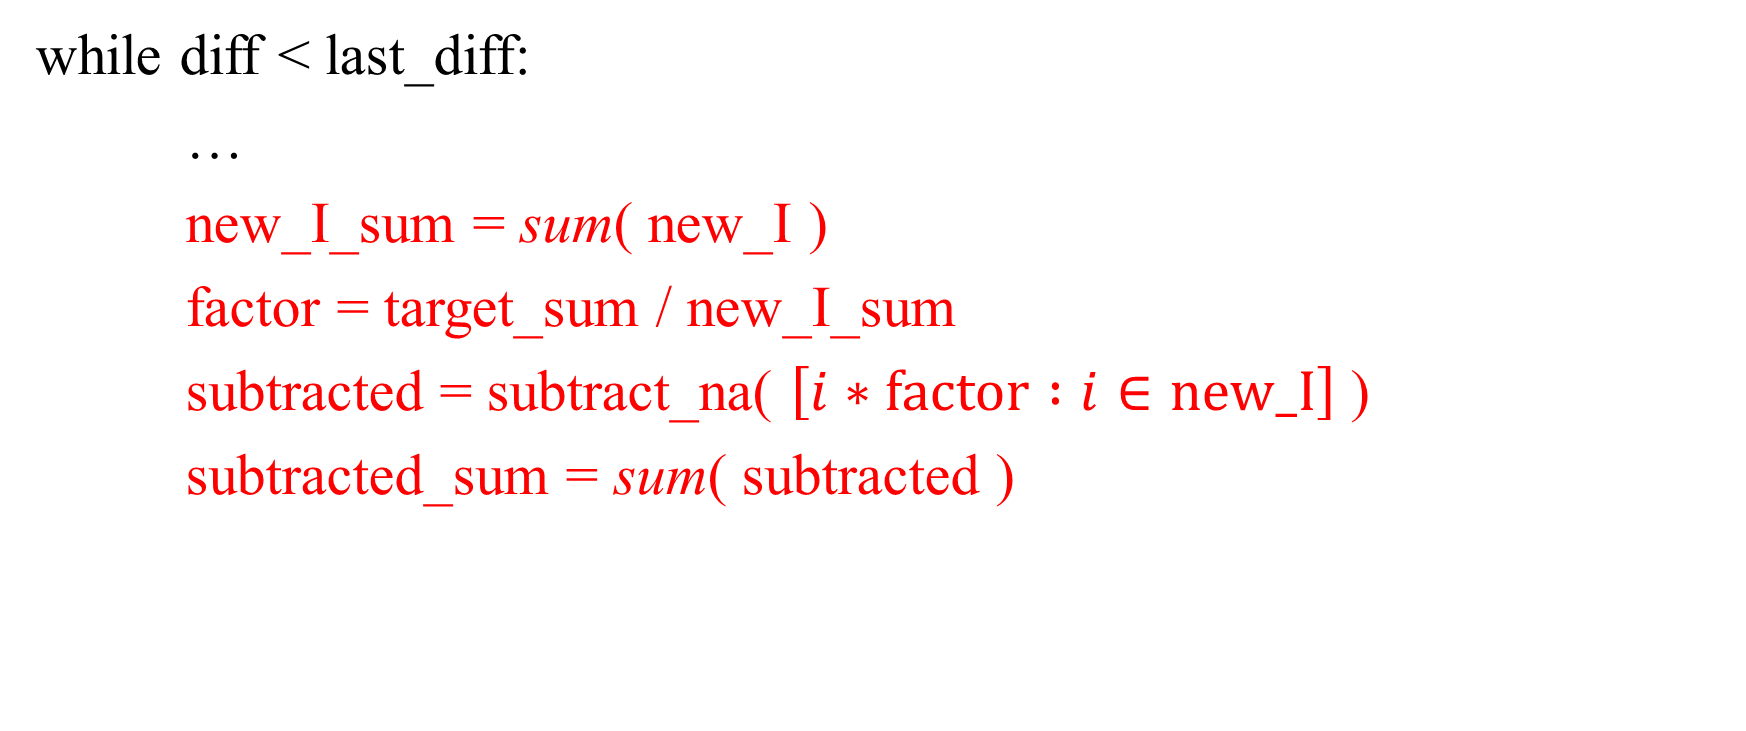 while diff < last_diff:
…
new_I_sum = sum( new_I )
factor = target_sum / new_I_sum
subtracted = subtract_na( [i ∗ factor : i ∈ new_I] )
subtracted_sum = sum( subtracted )